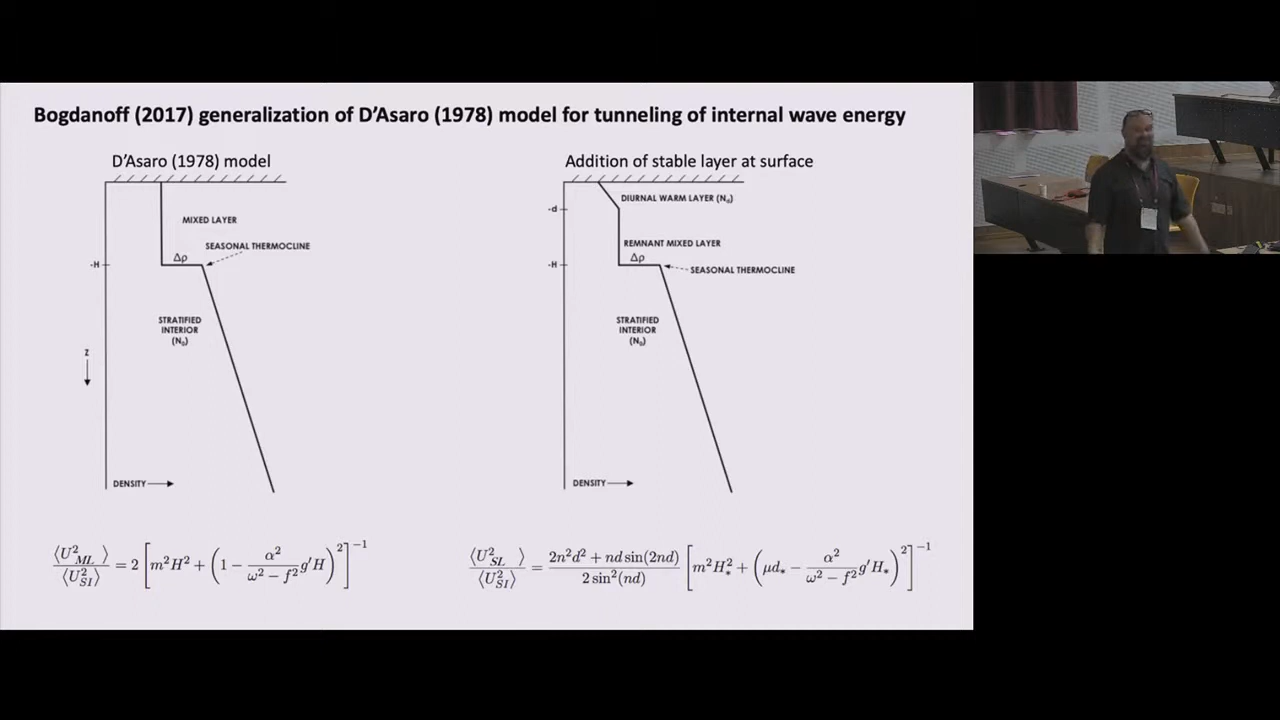 Bogdanoff (2017) generalization of D'Asaro (1978) model for tunneling of internal wave energy
D'Asaro (1978) model
MIXED LAYER
SEASONAL THERMOCLINE
Δρ
-H
STRATIFIED
INTERIOR
(N₀)
z
DENSITY
⟨U²_ML⟩/⟨U²_SI⟩ = 2[m²H² + (1 − α²/(ω² − f²) g′H)²]⁻¹
Addition of stable layer at surface
DIURNAL WARM LAYER (N_d)
-d
REMNANT MIXED LAYER
Δρ
-H
SEASONAL THERMOCLINE
STRATIFIED
INTERIOR
(N₀)
DENSITY
⟨U²_SL⟩/⟨U²_SI⟩ = (2n²d² + nd sin(2nd))/(2 sin²(nd)) [m²H²_* + (μd_* − α²/(ω² − f²) g′H_*)²]⁻¹